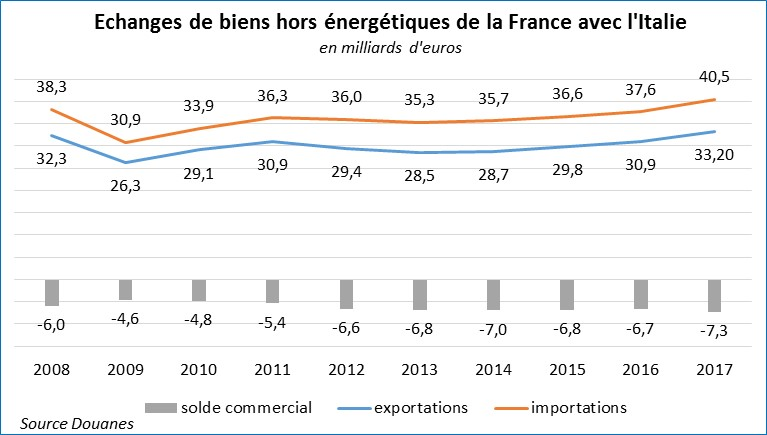 Echanges de biens hors énergétiques de la France avec l'Italie
en milliards d'euros
38,3 30,9 33,9 36,3 36,0 35,3 35,7 36,6 37,6 40,5
32,3 26,3 29,1 30,9 29,4 28,5 28,7 29,8 30,9 33,20
-6,0 -4,6 -4,8 -5,4 -6,6 -6,8 -7,0 -6,8 -6,7 -7,3
2008 2009 2010 2011 2012 2013 2014 2015 2016 2017
solde commercial exportations importations
Source Douanes